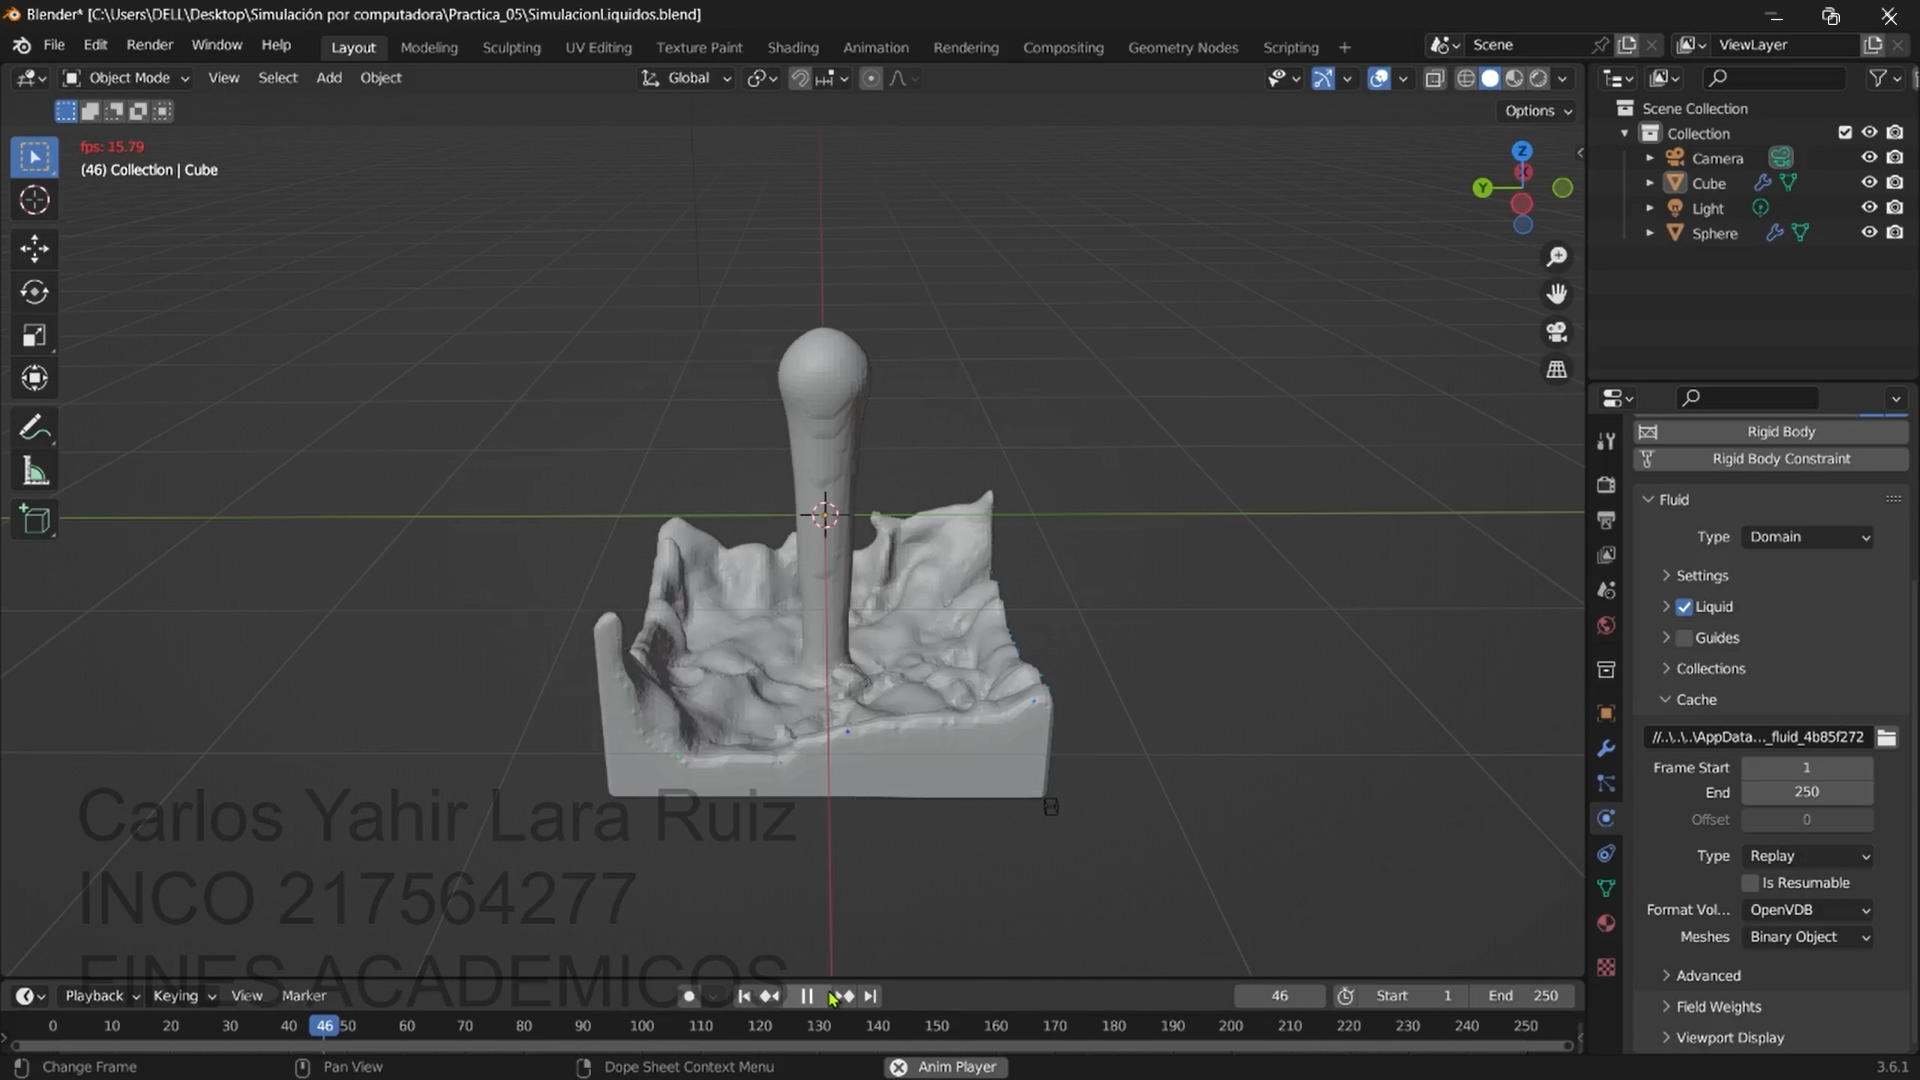 Blender* [C:\Users\DELL\Desktop\Simulación por computadora\Practica_05\SimulacionLiquidos.blend]
File Edit Render Window Help Layout Modeling Sculpting UV Editing Texture Paint Shading Animation Rendering Compositing Geometry Nodes Scripting + Scene ViewLayer
Object Mode View Select Add Object Global
Options
fps: 15.79
(46) Collection | Cube
Z
Y
X
Scene Collection
Collection
Camera
Cube
Light
Sphere
Rigid Body
Rigid Body Constraint
Fluid
Type Domain
Settings
Liquid
Guides
Collections
Cache
//..\..\..\AppData..._fluid_4b85f272
Frame Start 1
End 250
Offset 0
Type Replay
Is Resumable
Format Vol... OpenVDB
Meshes Binary Object
Advanced
Field Weights
Viewport Display
Carlos Yahir Lara Ruiz
INCO 217564277
FINES ACADEMICOS
Playback Keying View Marker 46 Start 1 End 250
0 10 20 30 40 46 50 60 70 80 90 100 110 120 130 140 150 160 170 180 190 200 210 220 230 240 250
Change Frame Pan View Dope Sheet Context Menu Anim Player 3.6.1